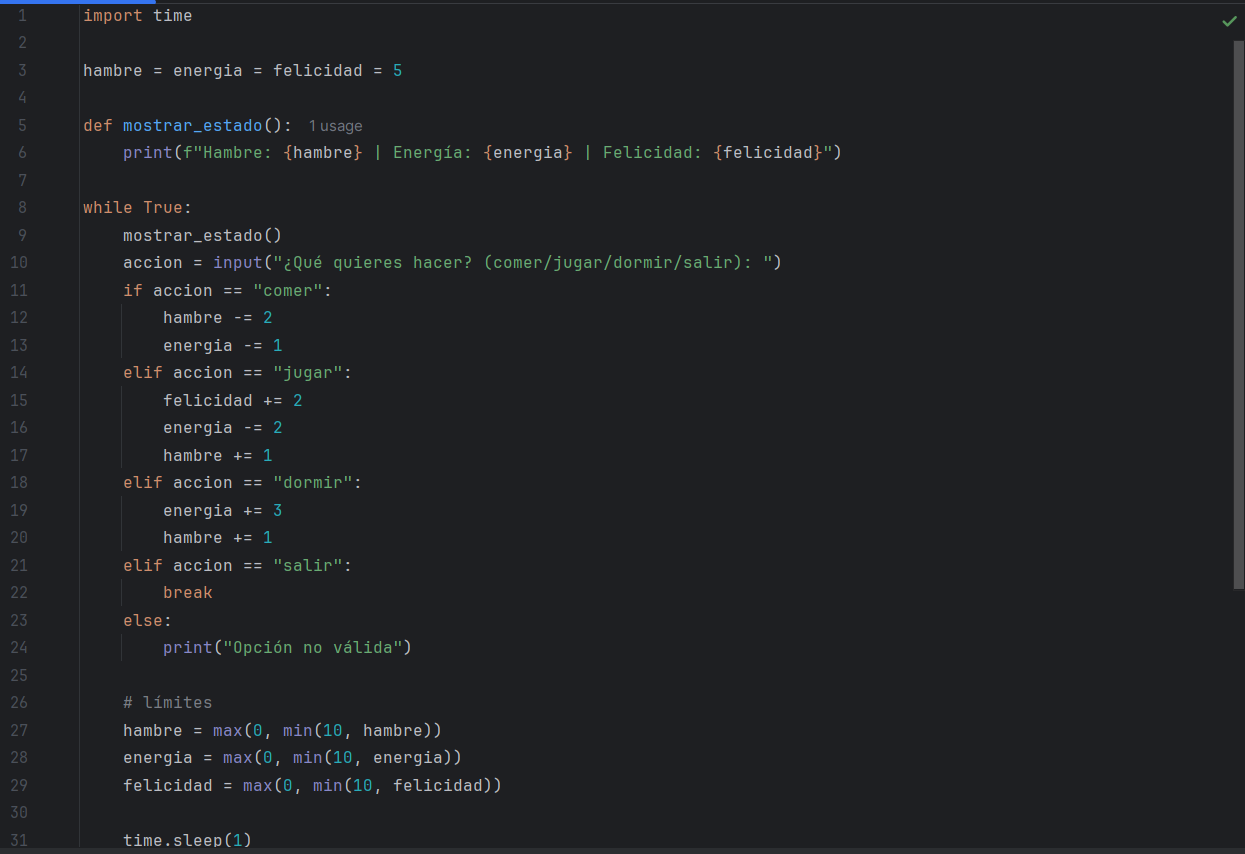 1 import time
2
3 hambre = energia = felicidad = 5
4
5 def mostrar_estado(): 1 usage
6     print(f"Hambre: {hambre} | Energía: {energia} | Felicidad: {felicidad}")
7
8 while True:
9     mostrar_estado()
10     accion = input("¿Qué quieres hacer? (comer/jugar/dormir/salir): ")
11     if accion == "comer":
12         hambre -= 2
13         energia -= 1
14     elif accion == "jugar":
15         felicidad += 2
16         energia -= 2
17         hambre += 1
18     elif accion == "dormir":
19         energia += 3
20         hambre += 1
21     elif accion == "salir":
22         break
23     else:
24         print("Opción no válida")
25
26     # límites
27     hambre = max(0, min(10, hambre))
28     energia = max(0, min(10, energia))
29     felicidad = max(0, min(10, felicidad))
30
31     time.sleep(1)